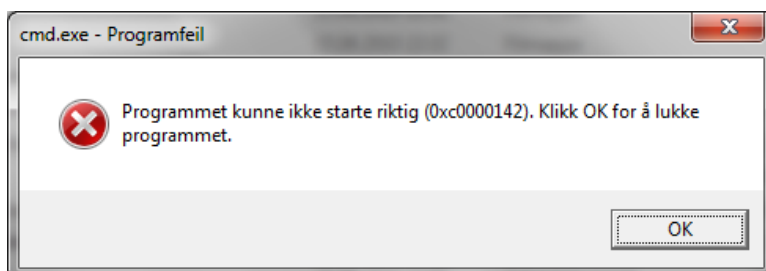 cmd.exe - Programfeil
Programmet kunne ikke starte riktig (0xc0000142). Klikk OK for å lukke
programmet.
OK